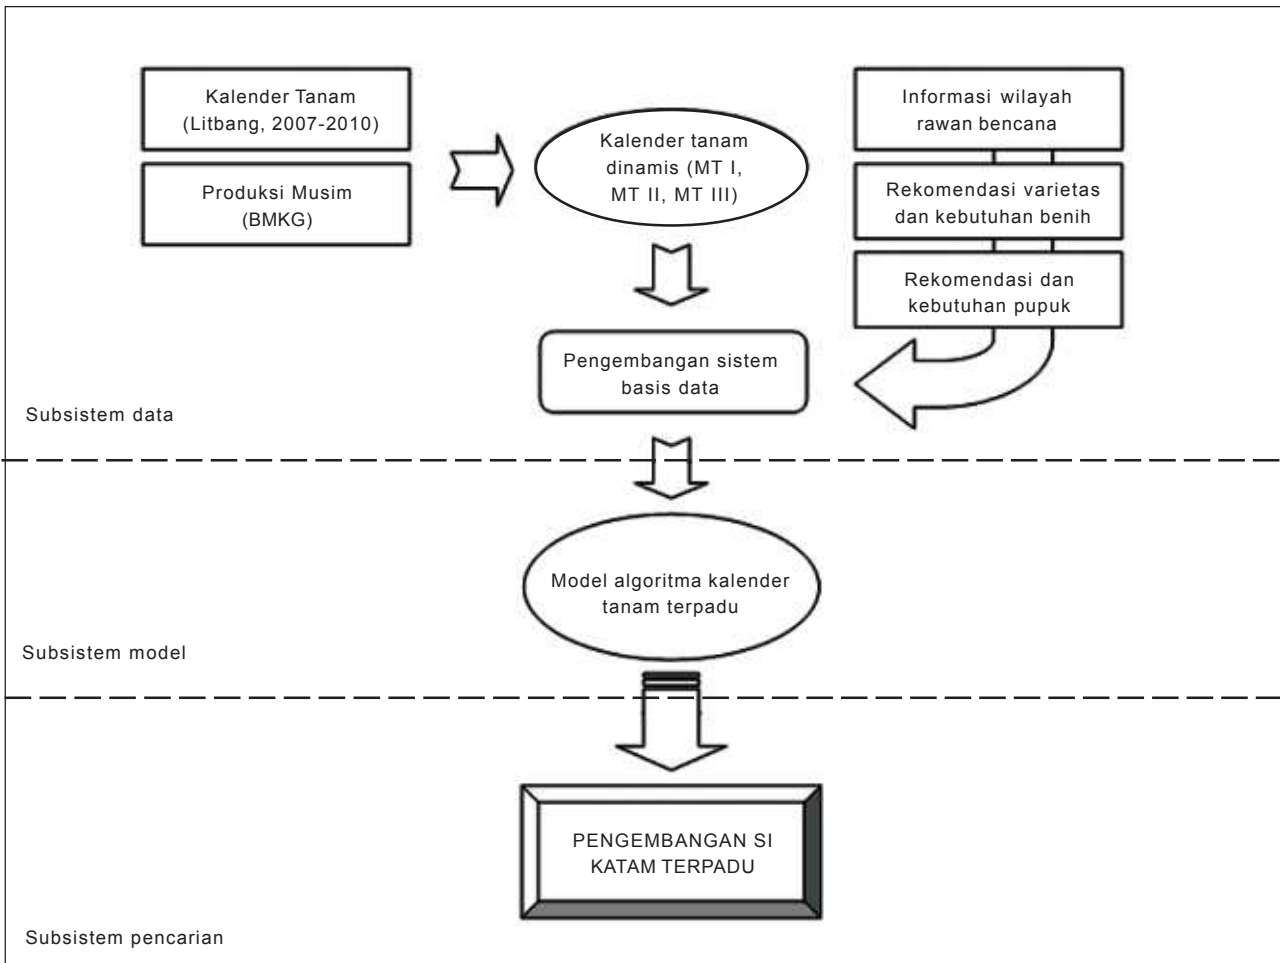 Kalender Tanam
(Litbang, 2007-2010)
Produksi Musim
(BMKG)
Kalender tanam
dinamis (MT I,
MT II, MT III)
Informasi wilayah
rawan bencana
Rekomendasi varietas
dan kebutuhan benih
Rekomendasi dan
kebutuhan pupuk
Pengembangan sistem
basis data
Subsistem data
Model algoritma kalender
tanam terpadu
Subsistem model
PENGEMBANGAN SI
KATAM TERPADU
Subsistem pencarian